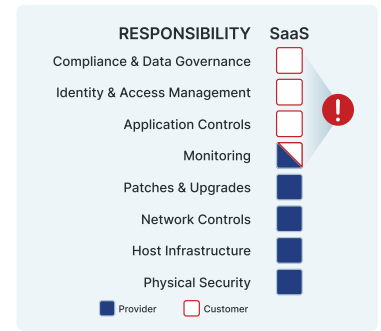 RESPONSIBILITY SaaS
Compliance & Data Governance
Identity & Access Management
Application Controls
Monitoring
Patches & Upgrades
Network Controls
Host Infrastructure
Physical Security
Provider Customer
!